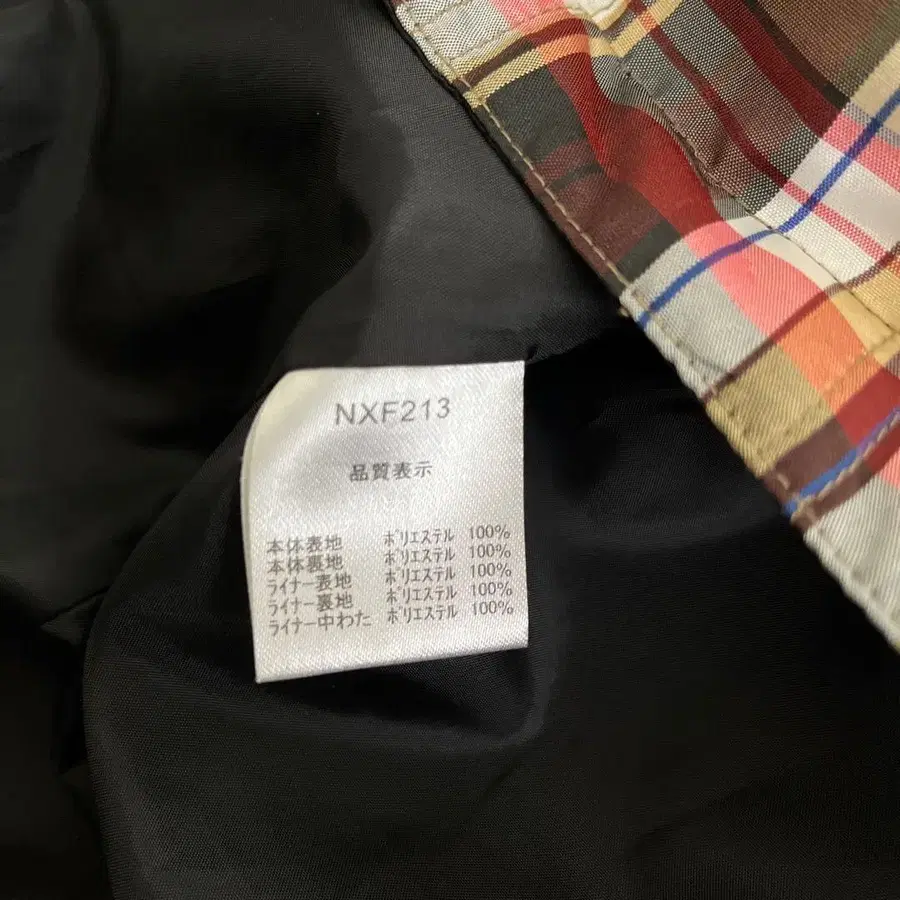 NXF213
品質表示
本体表地 ﾎﾟﾘｴｽﾃﾙ 100%
本体裏地 ﾎﾟﾘｴｽﾃﾙ 100%
ﾗｲﾅｰ表地 ﾎﾟﾘｴｽﾃﾙ 100%
ﾗｲﾅｰ裏地 ﾎﾟﾘｴｽﾃﾙ 100%
ﾗｲﾅｰ中わた ﾎﾟﾘｴｽﾃﾙ 100%